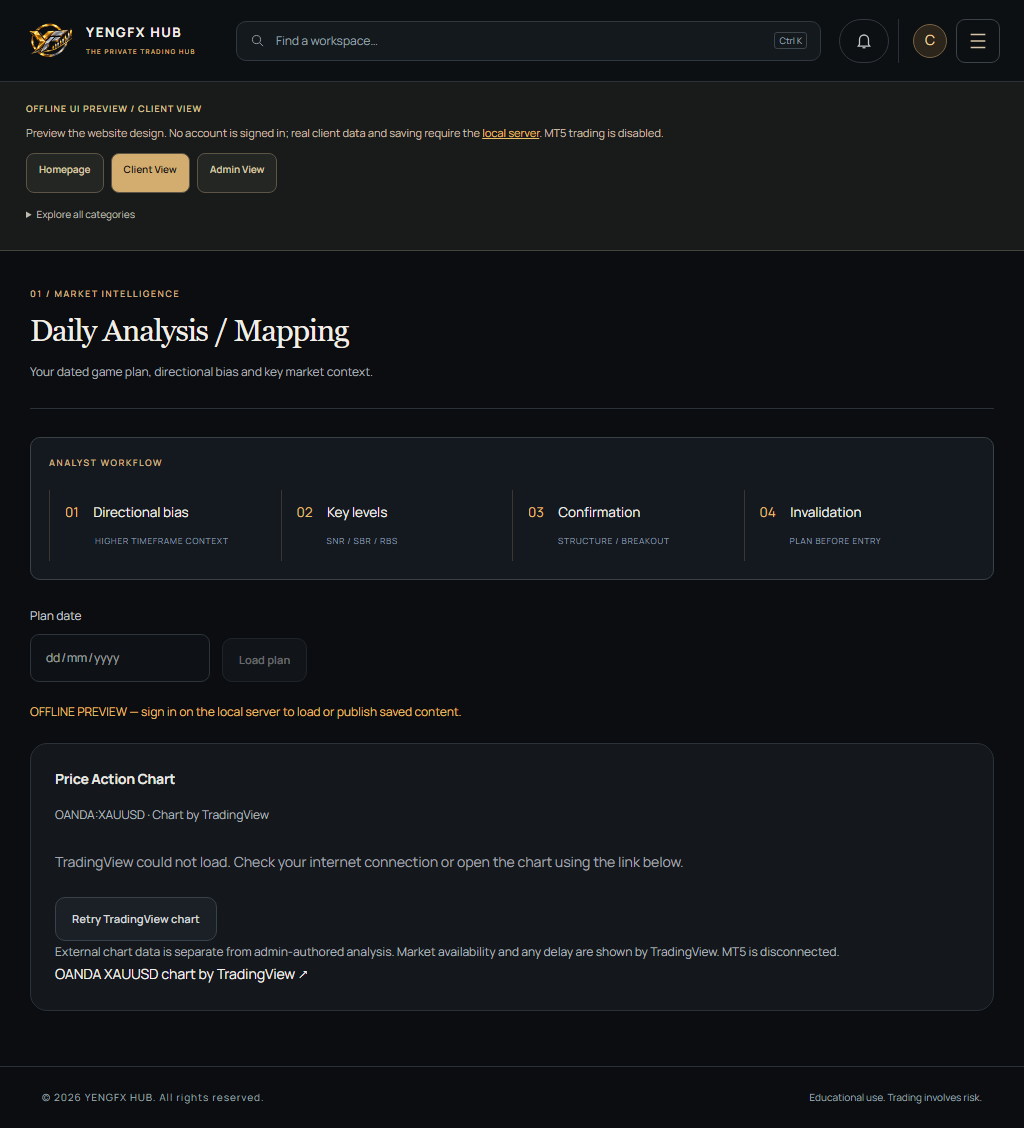 YENGFX HUB
THE PRIVATE TRADING HUB
Find a workspace...
Ctrl K
C
OFFLINE UI PREVIEW / CLIENT VIEW
Preview the website design. No account is signed in; real client data and saving require the local server. MT5 trading is disabled.
Homepage
Client View
Admin View
Explore all categories
01 / MARKET INTELLIGENCE
Daily Analysis / Mapping
Your dated game plan, directional bias and key market context.
ANALYST WORKFLOW
01 Directional bias
HIGHER TIMEFRAME CONTEXT
02 Key levels
SNR / SBR / RBS
03 Confirmation
STRUCTURE / BREAKOUT
04 Invalidation
PLAN BEFORE ENTRY
Plan date
dd/mm/yyyy
Load plan
OFFLINE PREVIEW — sign in on the local server to load or publish saved content.
Price Action Chart
OANDA:XAUUSD · Chart by TradingView
TradingView could not load. Check your internet connection or open the chart using the link below.
Retry TradingView chart
External chart data is separate from admin-authored analysis. Market availability and any delay are shown by TradingView. MT5 is disconnected.
OANDA XAUUSD chart by TradingView ↗
© 2026 YENGFX HUB. All rights reserved.
Educational use. Trading involves risk.